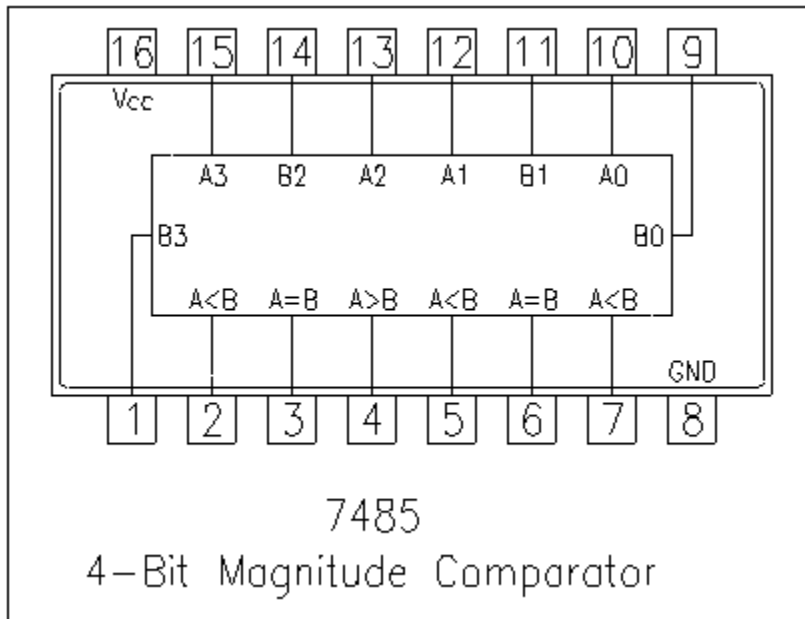 16 15 14 13 12 11 10 9
Vcc
A3 B2 A2 A1 B1 A0
B3 B0
A<B A=B A>B A<B A=B A<B
GND
1 2 3 4 5 6 7 8
7485
4-Bit Magnitude Comparator